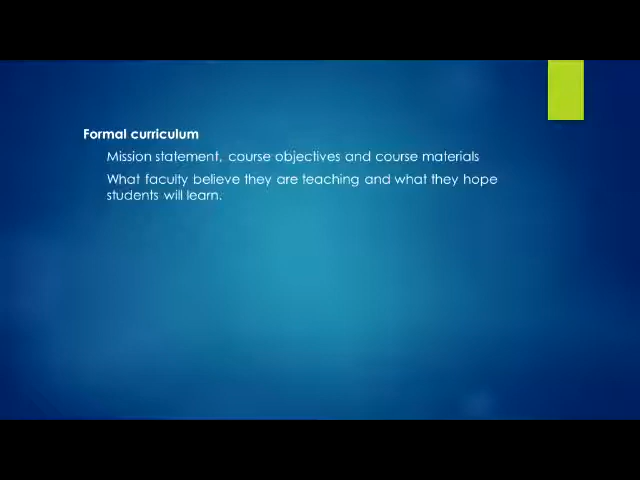 Formal curriculum
Mission statement, course objectives and course materials
What faculty believe they are teaching and what they hope
students will learn.